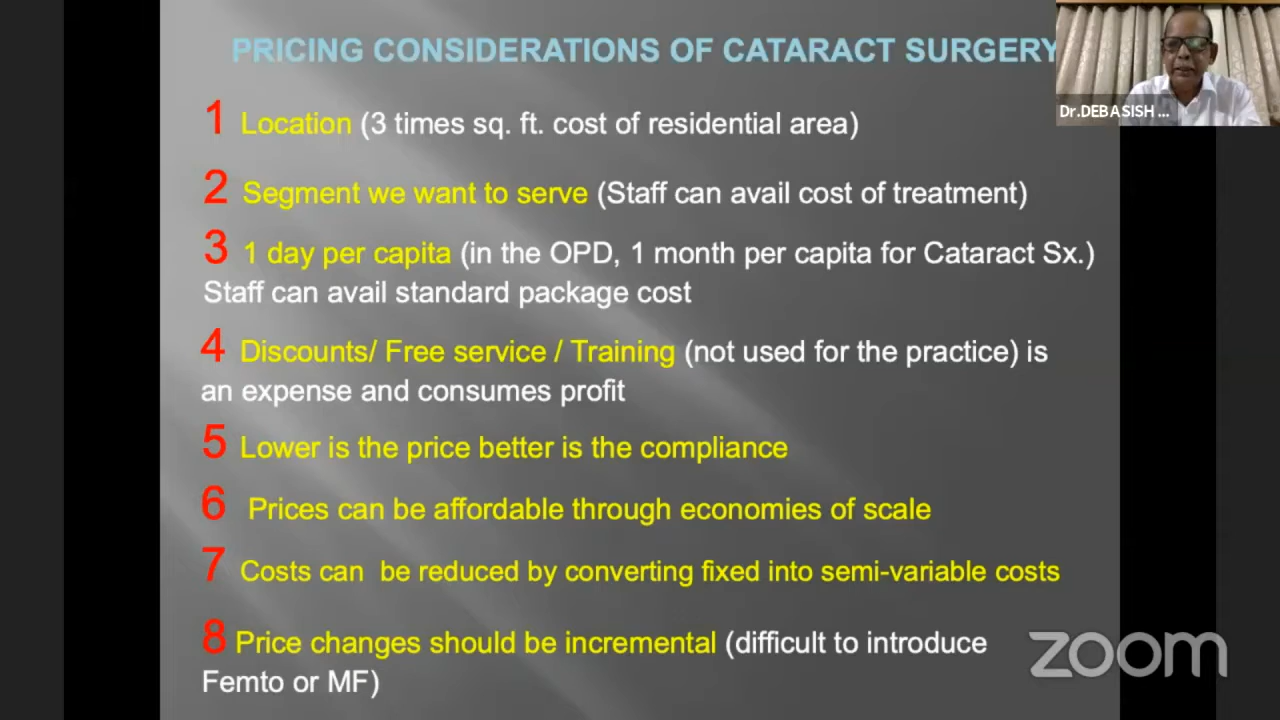 PRICING CONSIDERATIONS OF CATARACT SURGERY
Dr.DEBASISH ...
1 Location (3 times sq. ft. cost of residential area)
2 Segment we want to serve (Staff can avail cost of treatment)
3 1 day per capita (in the OPD, 1 month per capita for Cataract Sx.)
Staff can avail standard package cost
4 Discounts/ Free service / Training (not used for the practice) is
an expense and consumes profit
5 Lower is the price better is the compliance
6 Prices can be affordable through economies of scale
7 Costs can be reduced by converting fixed into semi-variable costs
8 Price changes should be incremental (difficult to introduce
Femto or MF)
zoom